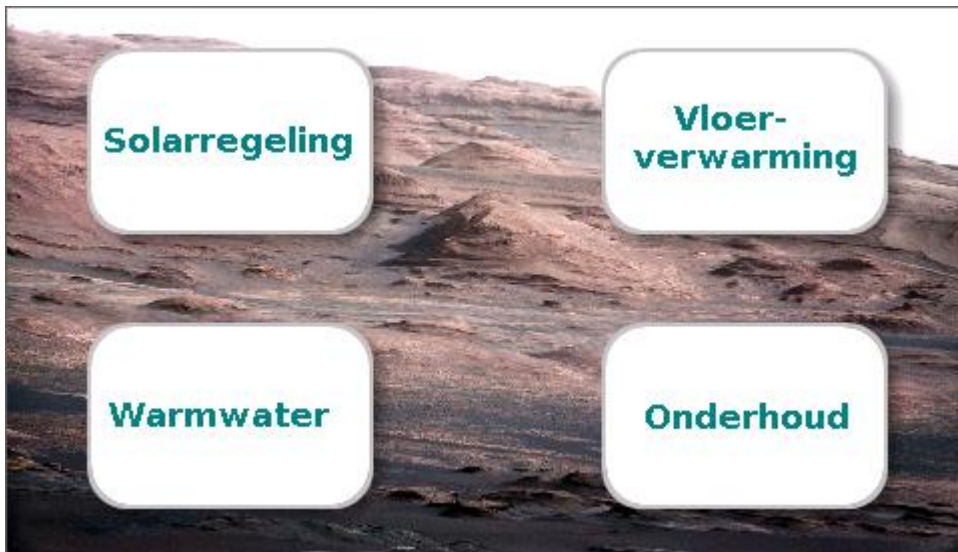 Solarregeling
Vloer-
verwarming
Warmwater
Onderhoud